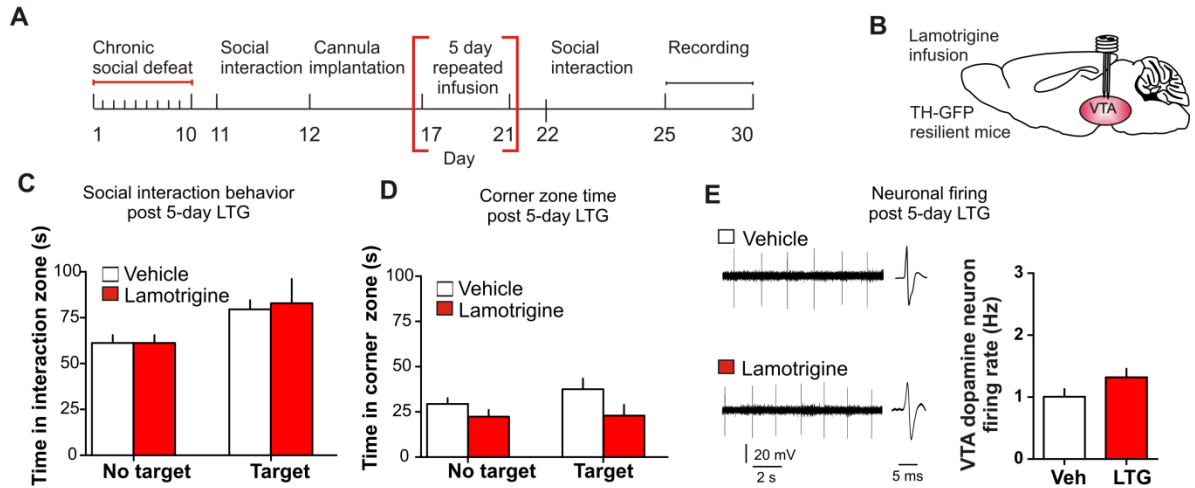 A
Chronic
social defeat
Social
interaction
Cannula
implantation
5 day
repeated
infusion
Social
interaction
Recording
1
10
11
12
17
21
22
25
30
Day
B
Lamotrigine
infusion
TH-GFP
resilient mice
VTA
C
Social interaction behavior
post 5-day LTG
Time in interaction zone (s)
100
75
50
25
0
Vehicle
Lamotrigine
No target
Target
D
Corner zone time
post 5-day LTG
Time in corner zone (s)
100
75
50
25
0
Vehicle
Lamotrigine
No target
Target
E
Neuronal firing
post 5-day LTG
Vehicle
Lamotrigine
20 mV
2 s
5 ms
VTA dopamine neuron
firing rate (Hz)
3
2
1
0
Veh
LTG